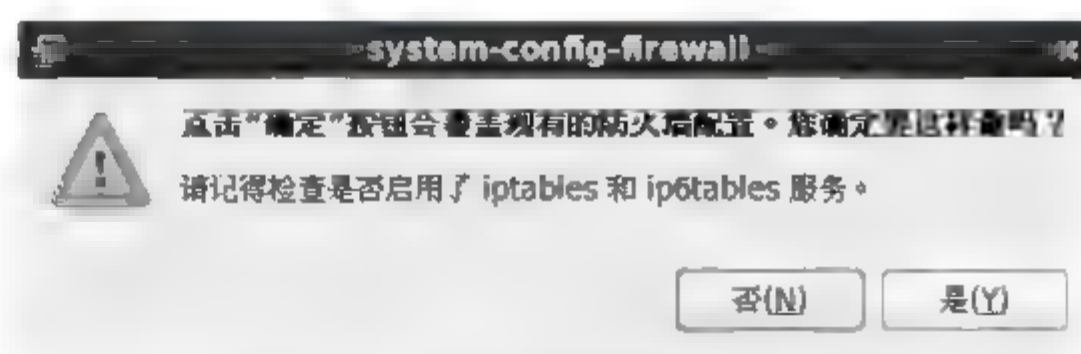 system-config-firewall
点击“确定”按钮会覆盖现有的防火墙配置。您确定要这样做吗？
请记得检查是否启用了 iptables 和 ip6tables 服务。
否(N)
是(Y)